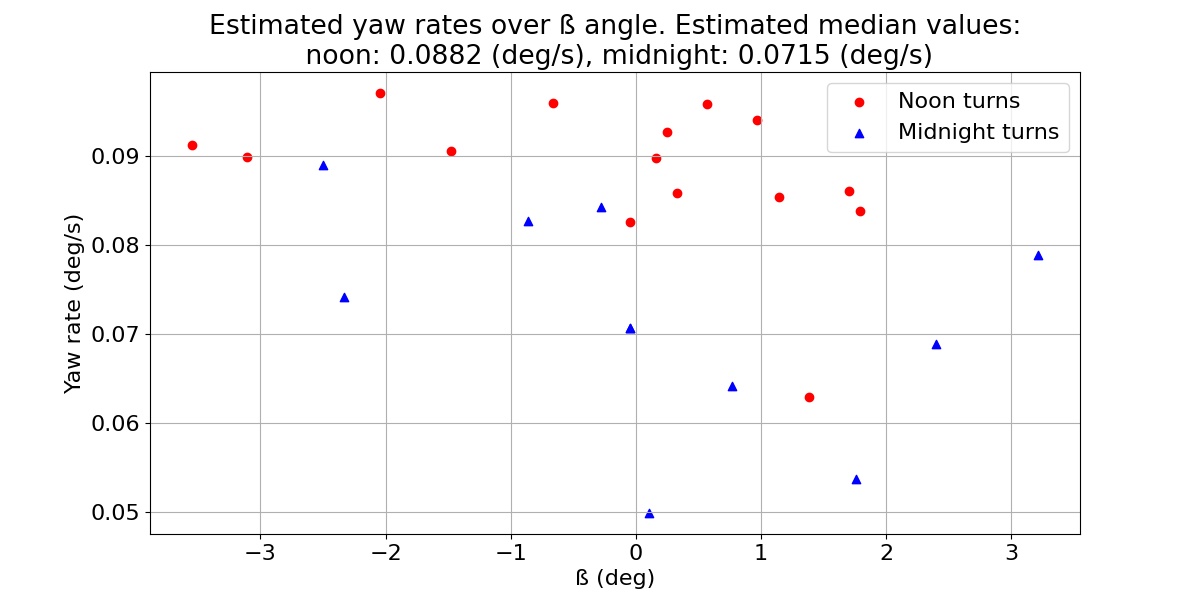 Estimated yaw rates over ß angle. Estimated median values:
noon: 0.0882 (deg/s), midnight: 0.0715 (deg/s)
Noon turns
Midnight turns
Yaw rate (deg/s)
0.09
0.08
0.07
0.06
0.05
−3 −2 −1 0 1 2 3
ß (deg)